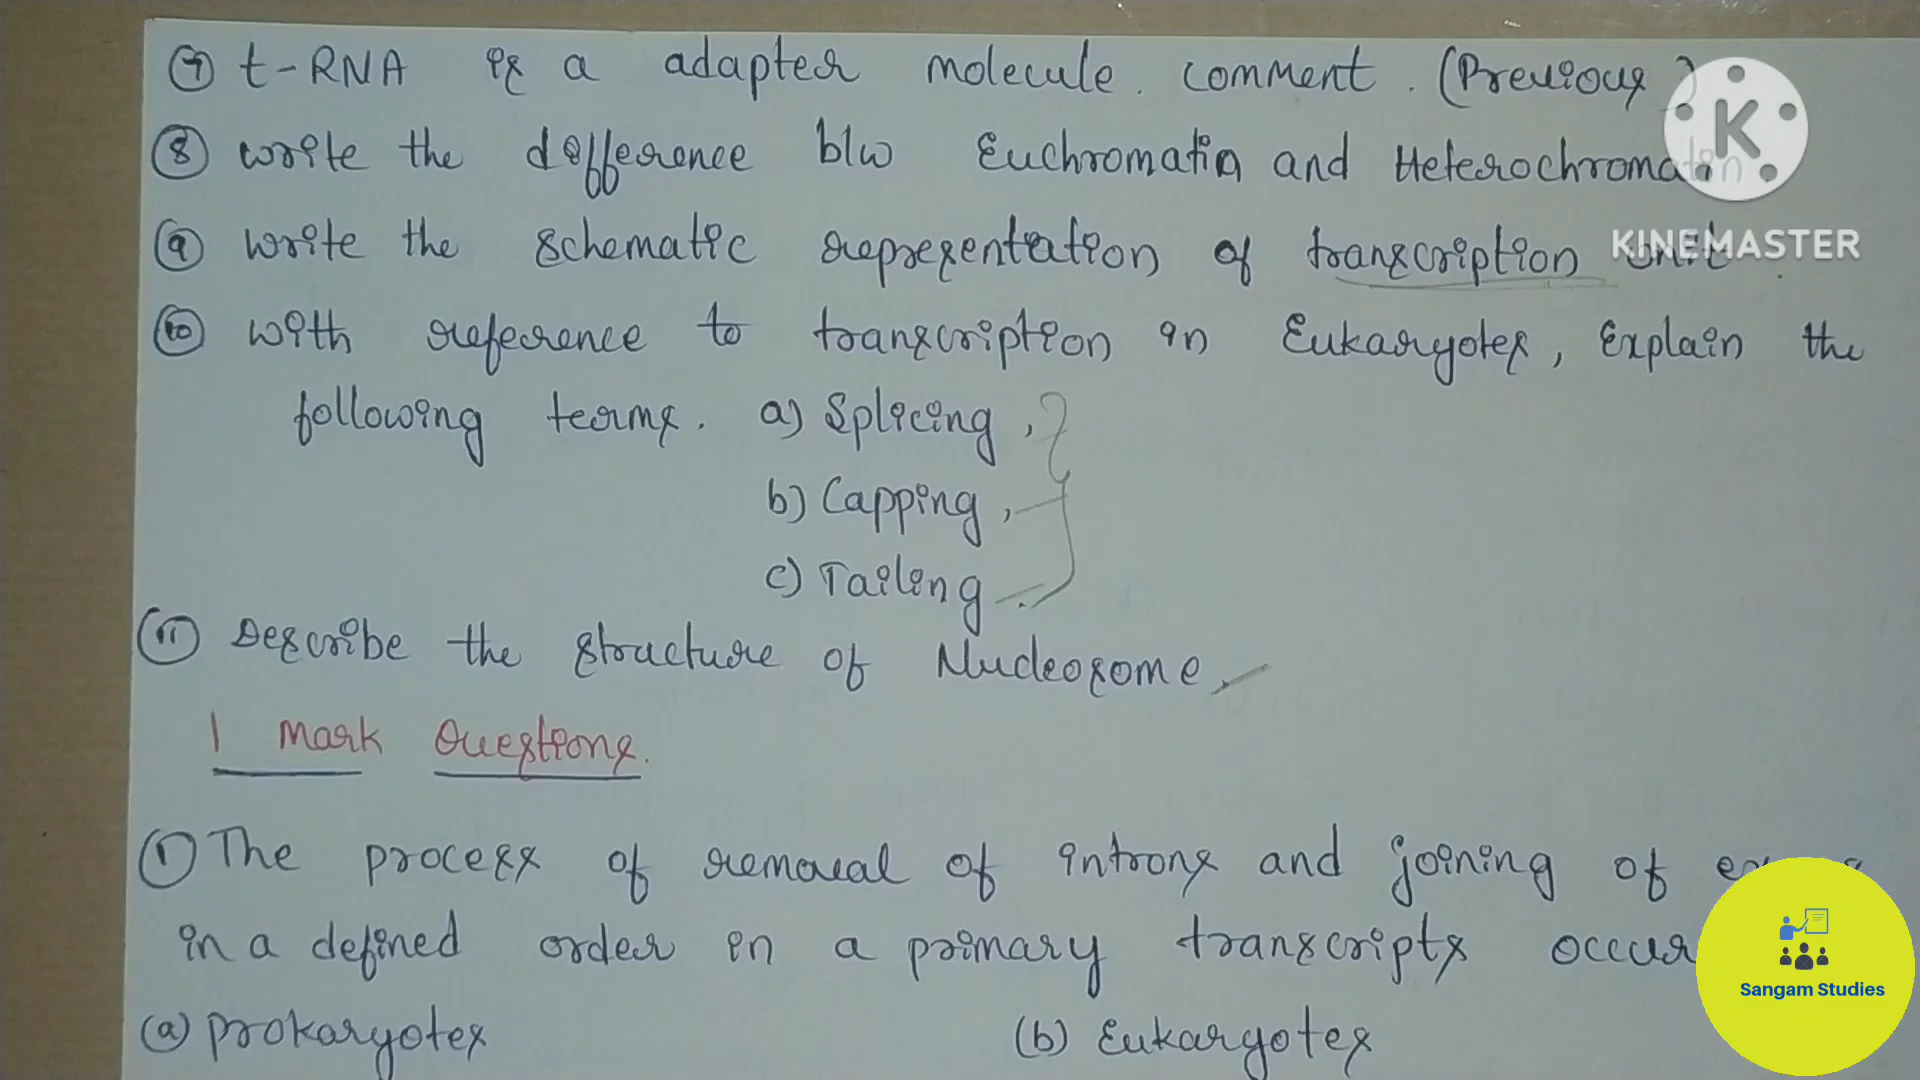 ⑦ t-RNA is a adapter molecule. comment. (Previous)
⑧ write the difference b/w Euchromatin and Heterochromatin.
⑨ write the schematic representation of transcription unit.
KINEMASTER
⑩ with reference to transcription in Eukaryotes, Explain the
following terms. a) Splicing,
b) Capping,
c) Tailing.
⑪ Describe the structure of Nucleosome.
1 Mark Questions.
① The process of removal of introns and joining of
in a defined order in a primary transcripts occur
(a) prokaryotes (b) Eukaryotes
Sangam Studies